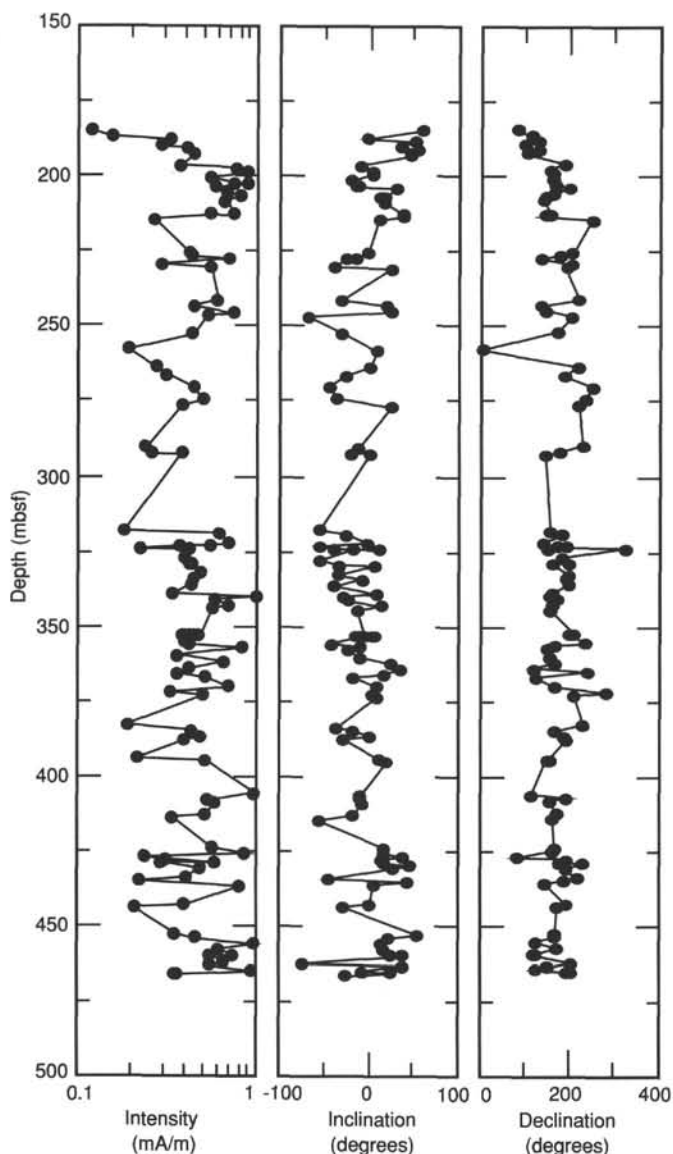 150
200
250
300
350
400
450
500
Depth (mbsf)
0.1 1
Intensity
(mA/m)
-100 0 100
Inclination
(degrees)
0 200 400
Declination
(degrees)